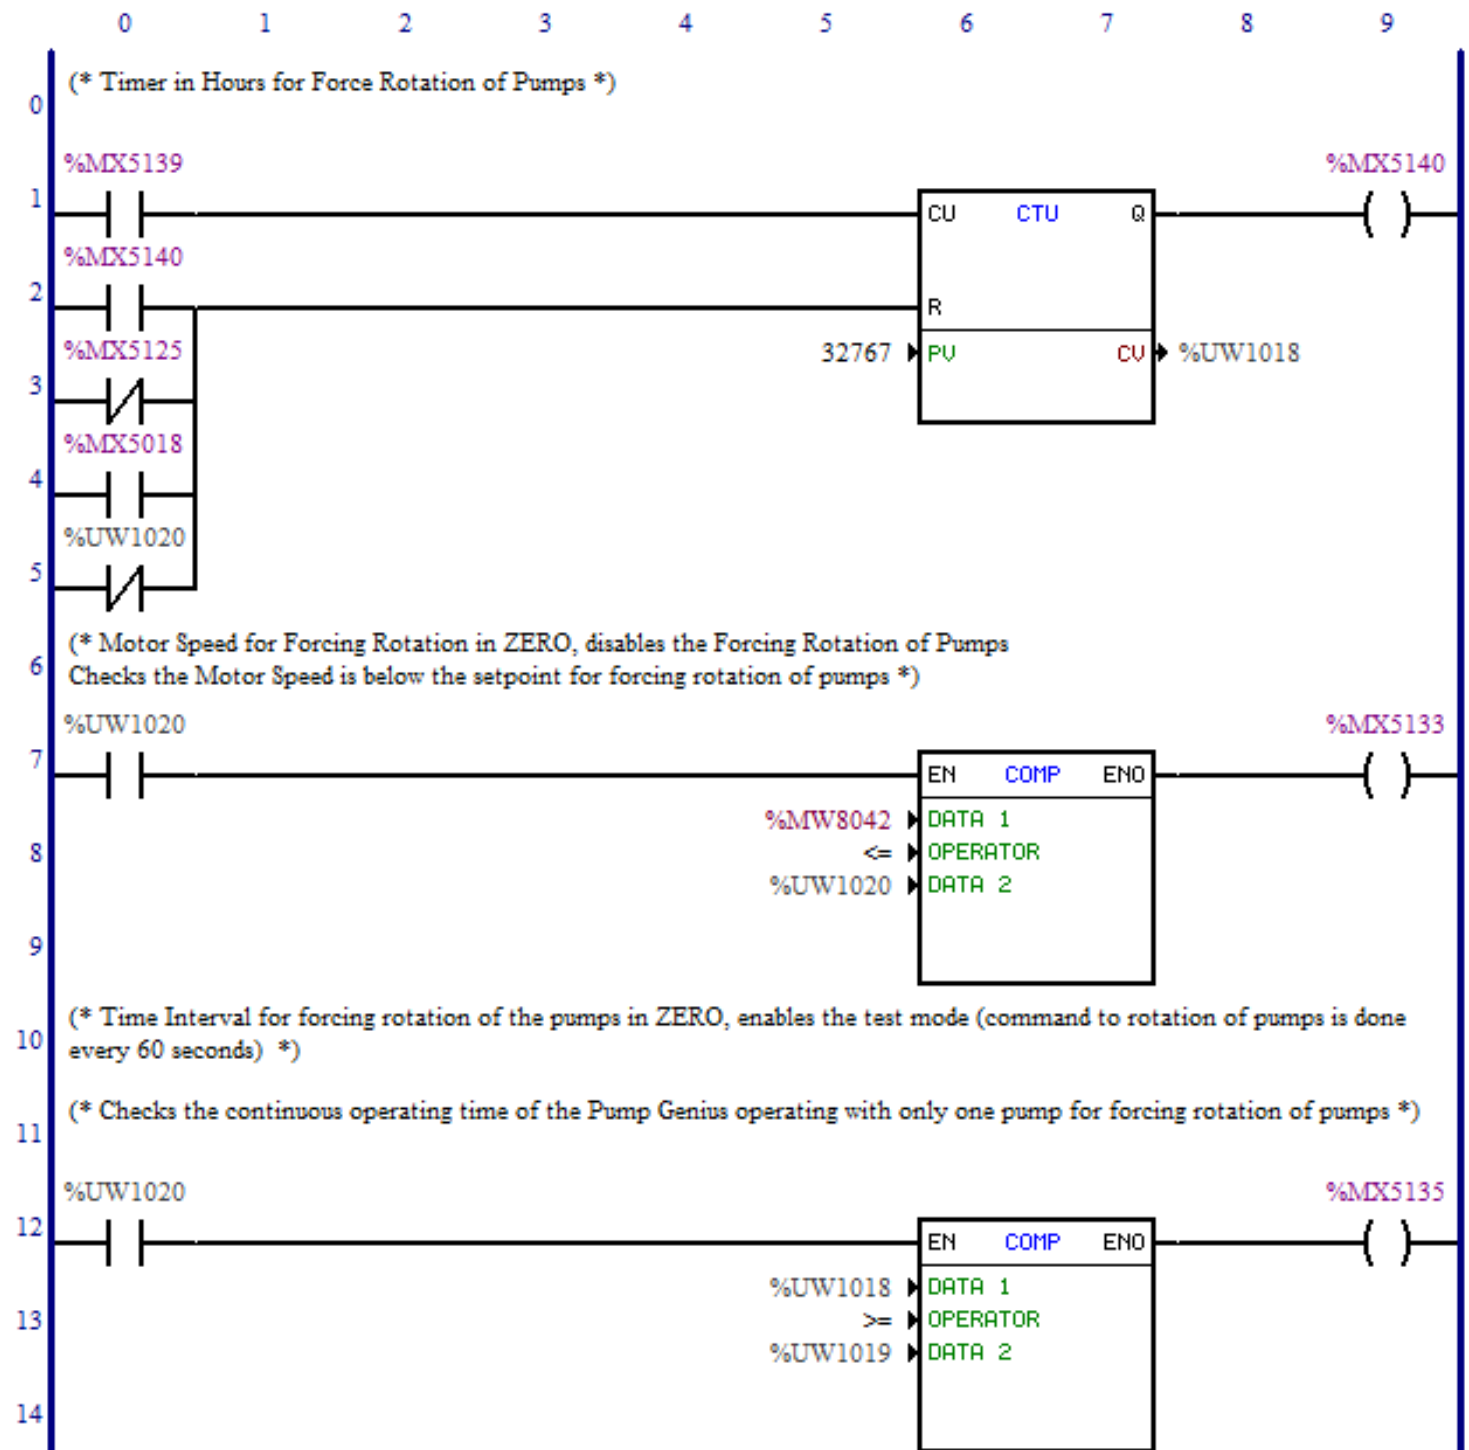 0 1 2 3 4 5 6 7 8 9
(* Timer in Hours for Force Rotation of Pumps *)
0
%MX5139 %MX5140
1 CU CTU Q
%MX5140
2 R
%MX5125
32767 PV CV %UW1018
3
%MX5018
4
%UW1020
5
(* Motor Speed for Forcing Rotation in ZERO, disables the Forcing Rotation of Pumps
6
Checks the Motor Speed is below the setpoint for forcing rotation of pumps *)
%UW1020 %MX5133
7 EN COMP ENO
%MW8042 DATA 1
8 <= OPERATOR
%UW1020 DATA 2
9
(* Time Interval for forcing rotation of the pumps in ZERO, enables the test mode (command to rotation of pumps is done
10
every 60 seconds) *)
(* Checks the continuous operating time of the Pump Genius operating with only one pump for forcing rotation of pumps *)
11
%UW1020 %MX5135
12 EN COMP ENO
%UW1018 DATA 1
13 >= OPERATOR
%UW1019 DATA 2
14